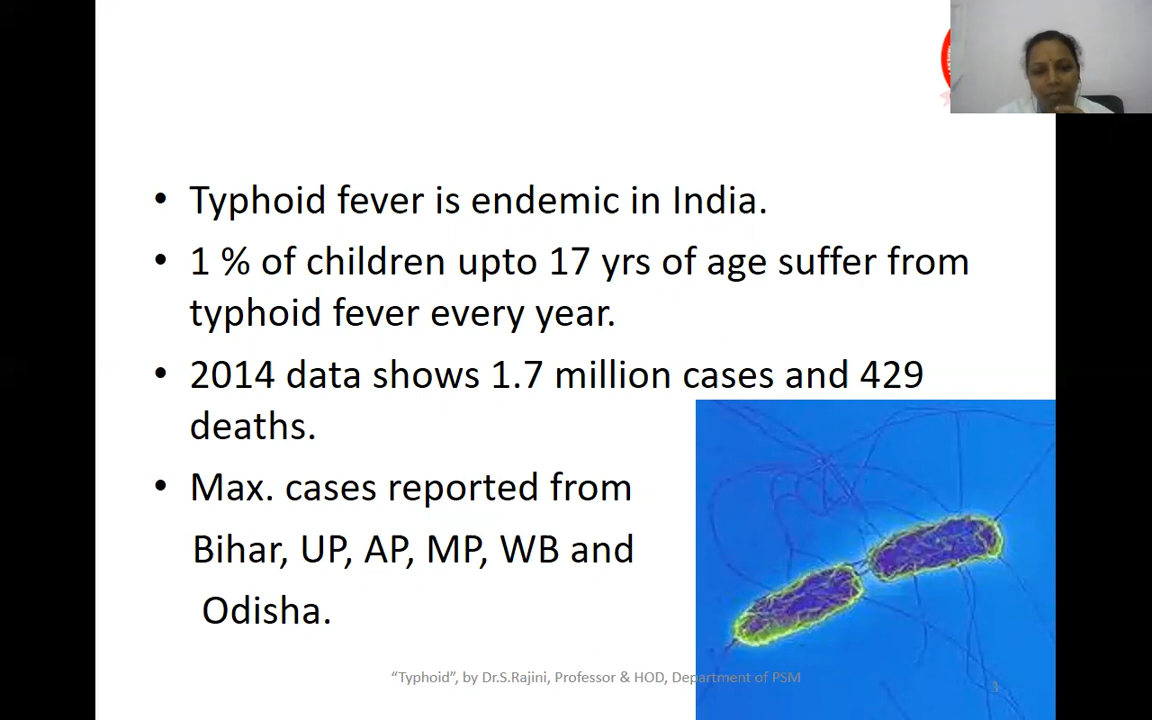 • Typhoid fever is endemic in India.
• 1 % of children upto 17 yrs of age suffer from
typhoid fever every year.
• 2014 data shows 1.7 million cases and 429
deaths.
• Max. cases reported from
Bihar, UP, AP, MP, WB and
Odisha.
“Typhoid”, by Dr.S.Rajini, Professor & HOD, Department of PSM